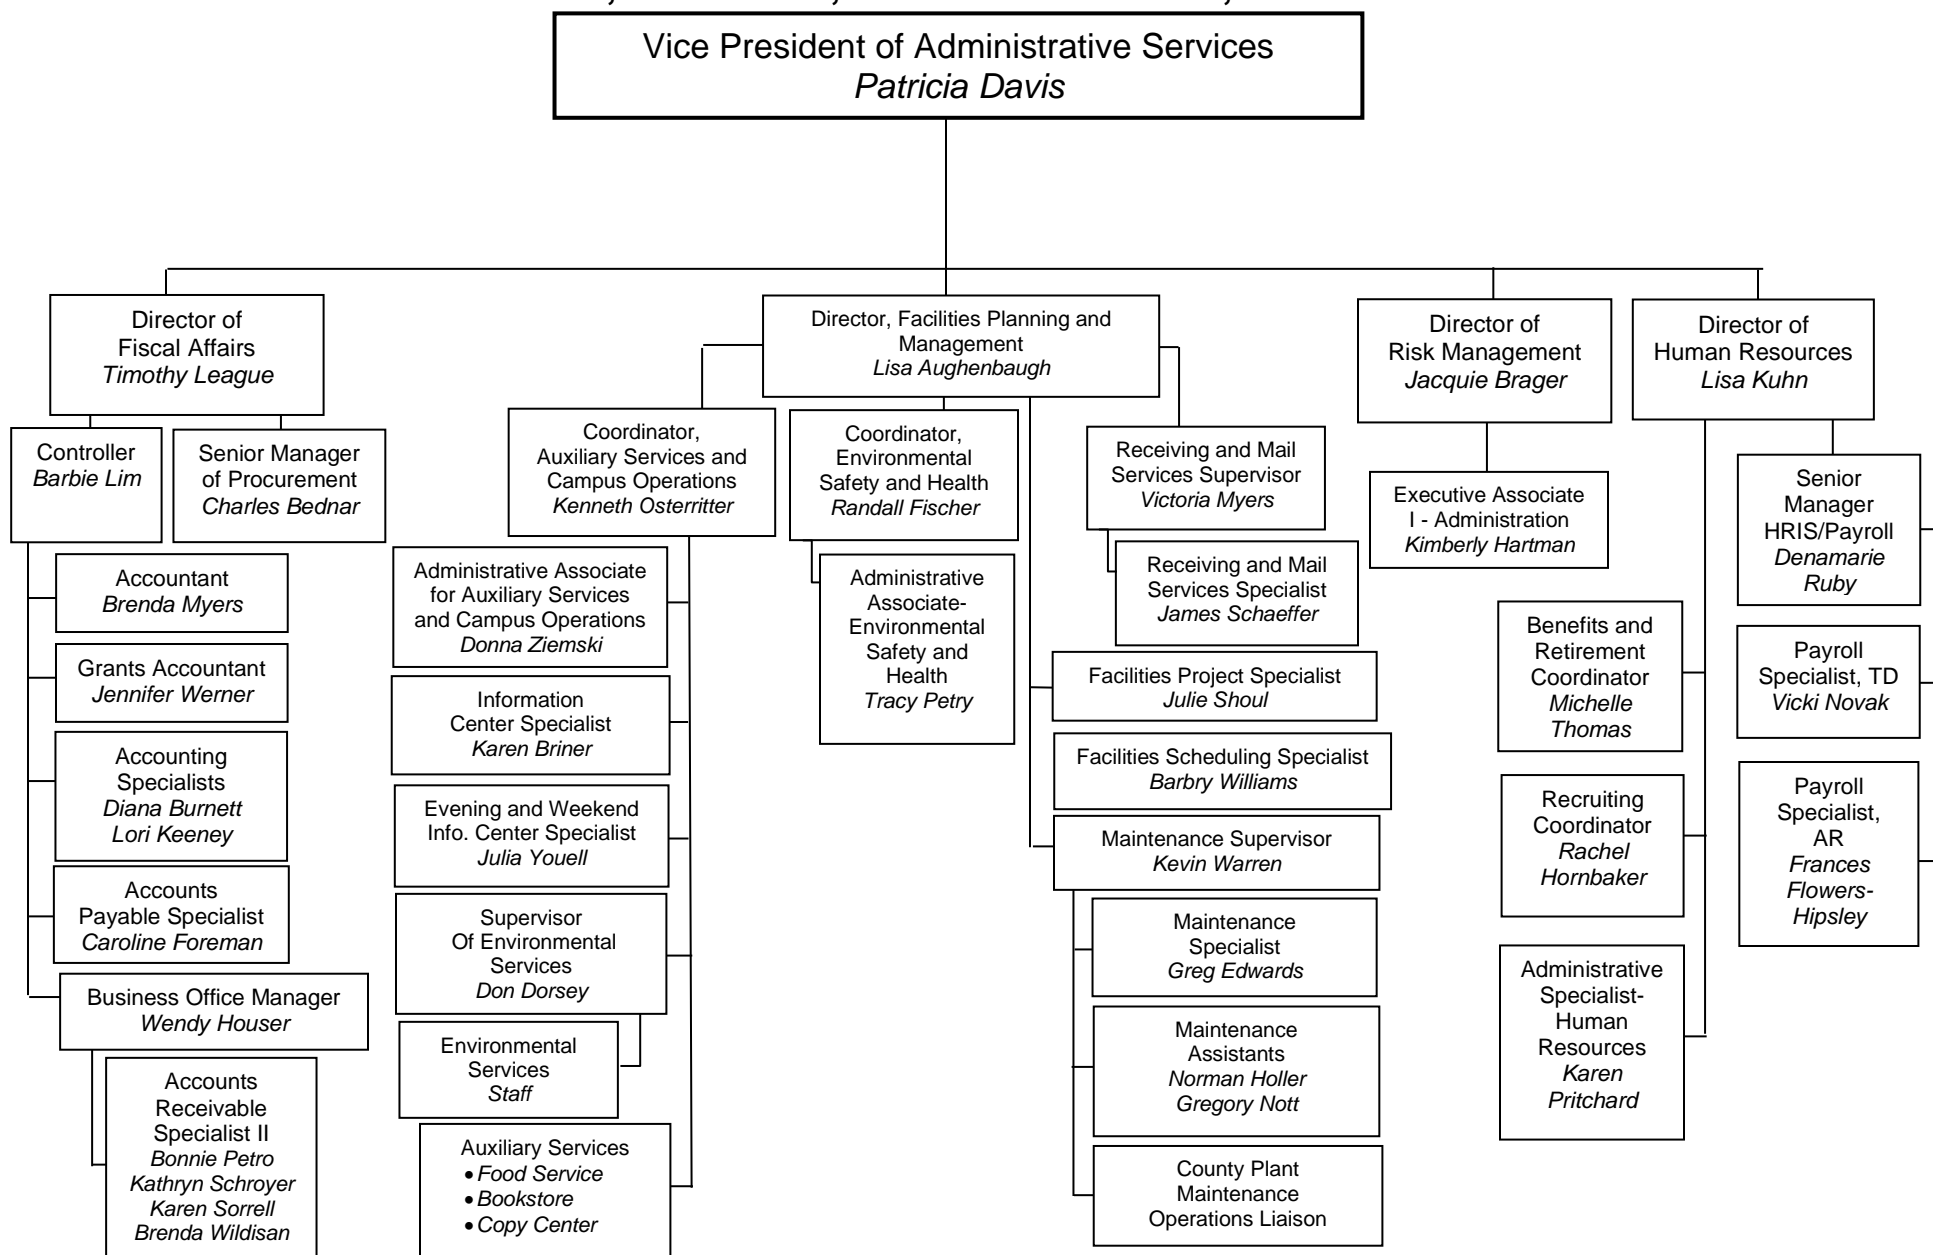 Vice President of Administrative Services
Patricia Davis
Director of
Fiscal Affairs
Timothy League
Controller
Barbie Lim
Senior Manager
of Procurement
Charles Bednar
Accountant
Brenda Myers
Grants Accountant
Jennifer Werner
Accounting
Specialists
Diana Burnett
Lori Keeney
Accounts
Payable Specialist
Caroline Foreman
Business Office Manager
Wendy Houser
Accounts
Receivable
Specialist II
Bonnie Petro
Kathryn Schroyer
Karen Sorrell
Brenda Wildisan
Director, Facilities Planning and
Management
Lisa Aughenbaugh
Coordinator,
Auxiliary Services and
Campus Operations
Kenneth Osterritter
Administrative Associate
for Auxiliary Services
and Campus Operations
Donna Ziemski
Information
Center Specialist
Karen Briner
Evening and Weekend
Info. Center Specialist
Julia Youell
Supervisor
Of Environmental
Services
Don Dorsey
Environmental
Services
Staff
Auxiliary Services
• Food Service
• Bookstore
• Copy Center
Coordinator,
Environmental
Safety and Health
Randall Fischer
Administrative
Associate-
Environmental
Safety and
Health
Tracy Petry
Receiving and Mail
Services Supervisor
Victoria Myers
Receiving and Mail
Services Specialist
James Schaeffer
Facilities Project Specialist
Julie Shoul
Facilities Scheduling Specialist
Barbry Williams
Maintenance Supervisor
Kevin Warren
Maintenance
Specialist
Greg Edwards
Maintenance
Assistants
Norman Holler
Gregory Nott
County Plant
Maintenance
Operations Liaison
Director of
Risk Management
Jacquie Brager
Executive Associate
I - Administration
Kimberly Hartman
Director of
Human Resources
Lisa Kuhn
Benefits and
Retirement
Coordinator
Michelle
Thomas
Recruiting
Coordinator
Rachel
Hornbaker
Administrative
Specialist-
Human
Resources
Karen
Pritchard
Senior
Manager
HRIS/Payroll
Denamarie
Ruby
Payroll
Specialist, TD
Vicki Novak
Payroll
Specialist,
AR
Frances
Flowers-
Hipsley